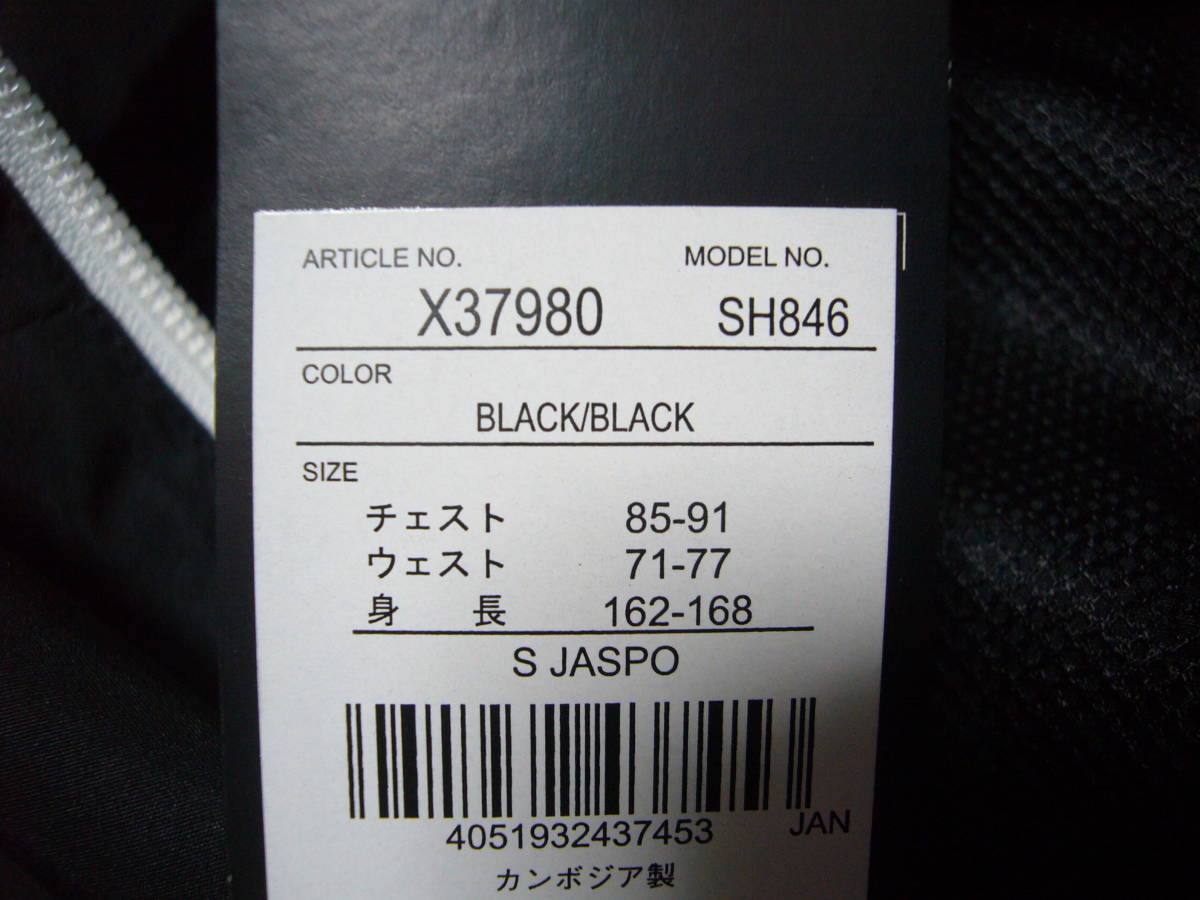 ARTICLE NO. MODEL NO.
X37980 SH846
COLOR
BLACK/BLACK
SIZE
チェスト 85-91
ウェスト 71-77
身 長 162-168
S JASPO
4051932437453 JAN
カンボジア製